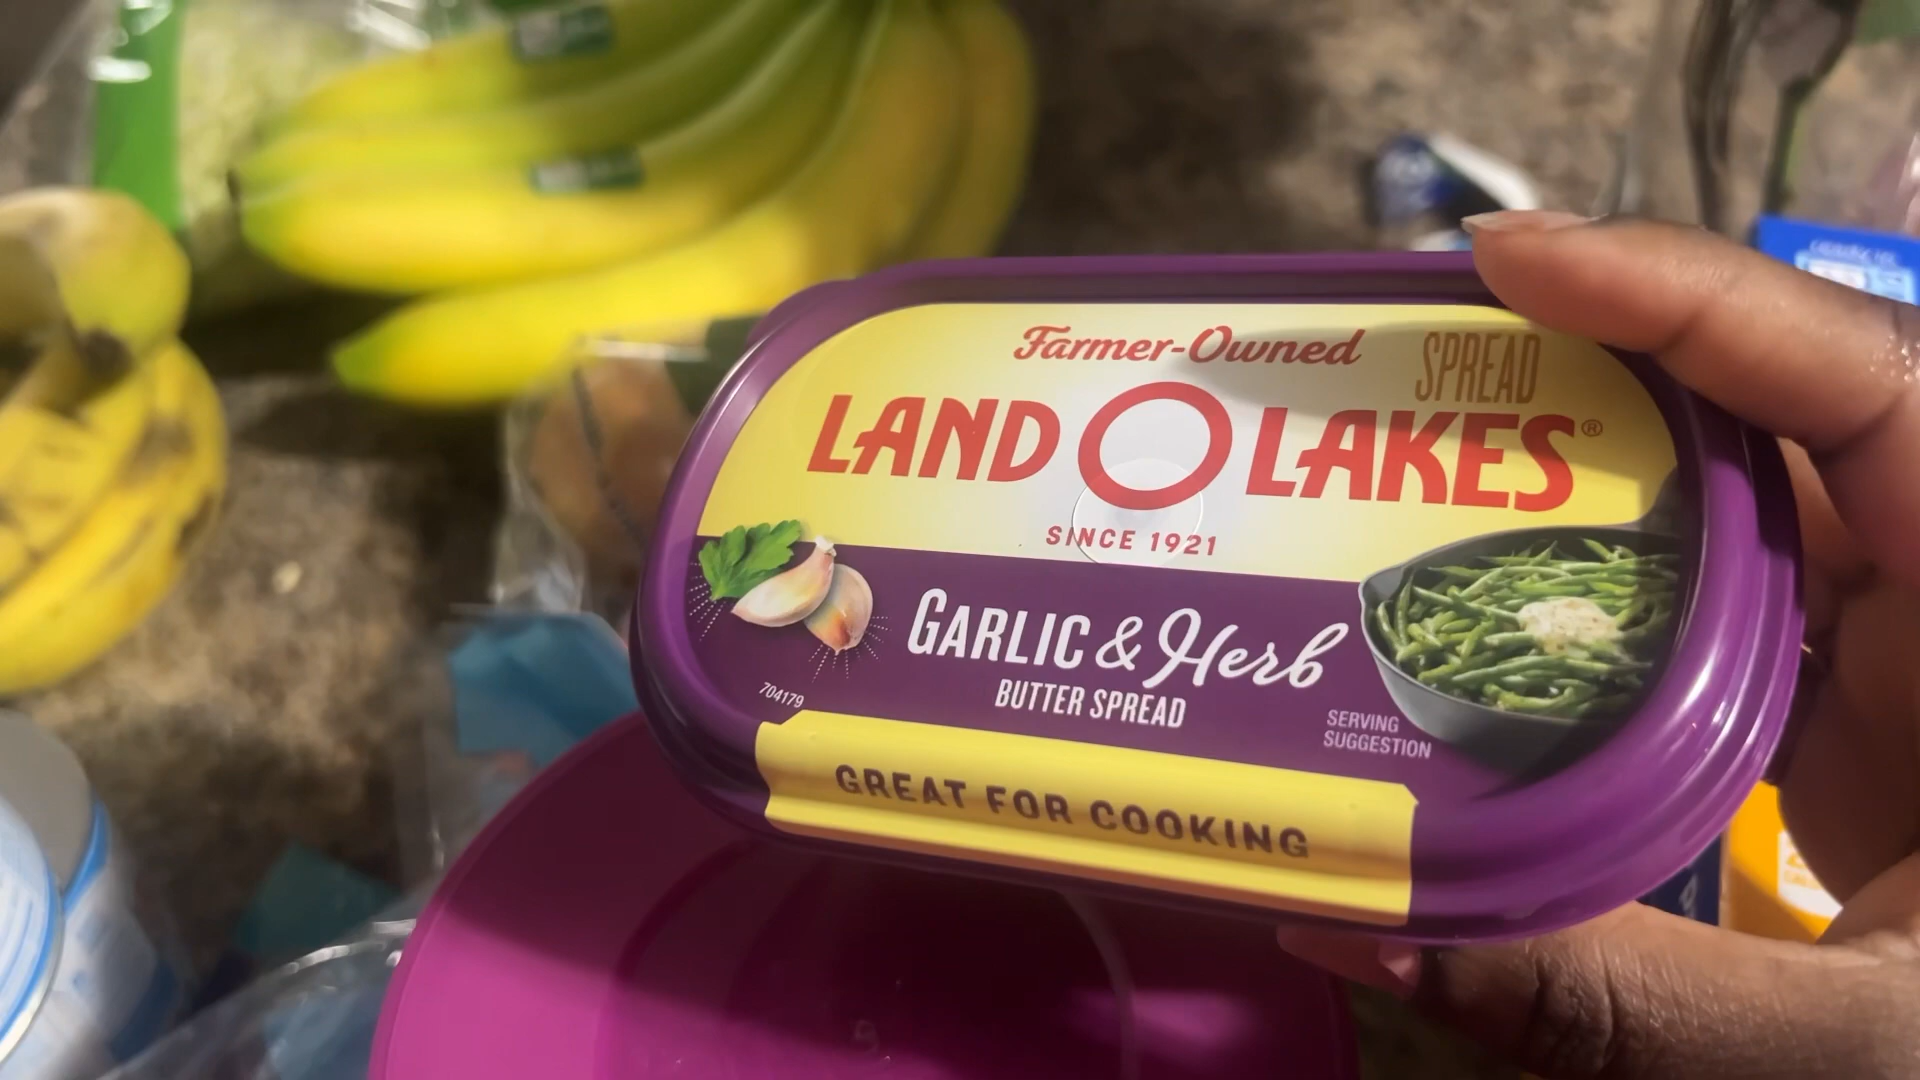 Farmer-Owned
SPREAD
LAND O LAKES®
SINCE 1921
GARLIC & Herb
BUTTER SPREAD
704179
SERVING
SUGGESTION
GREAT FOR COOKING